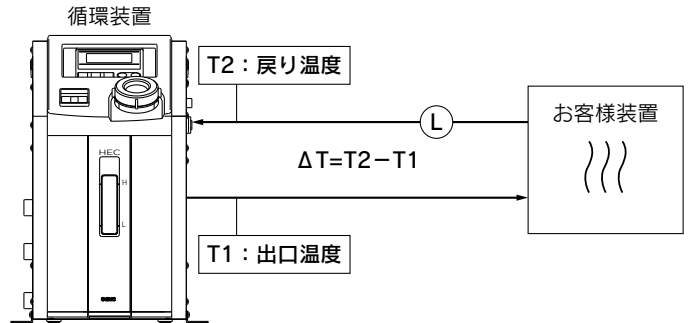 循環装置
T2：戻り温度
L
お客様装置
ΔT=T2−T1
HEC
H
L
T1：出口温度